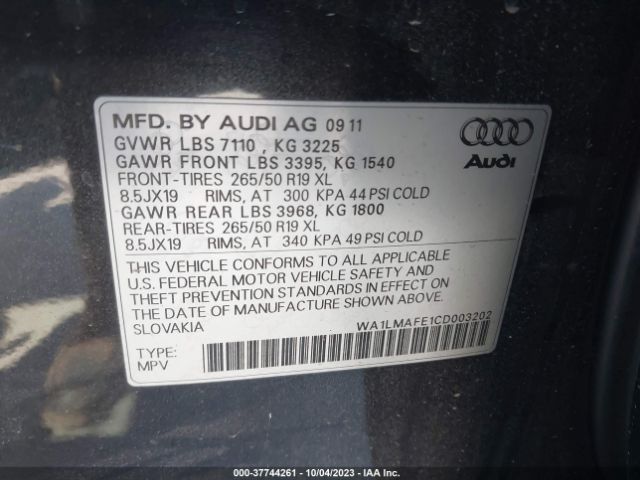 MFD. BY AUDI AG 09 11
GVWR LBS 7110 , KG 3225
GAWR FRONT LBS 3395, KG 1540
FRONT-TIRES 265/50 R19 XL
8.5JX19 RIMS, AT 300 KPA 44 PSI COLD
GAWR REAR LBS 3968, KG 1800
REAR-TIRES 265/50 R19 XL
8.5JX19 RIMS, AT 340 KPA 49 PSI COLD
Audi
THIS VEHICLE CONFORMS TO ALL APPLICABLE
U.S. FEDERAL MOTOR VEHICLE SAFETY AND
THEFT PREVENTION STANDARDS IN EFFECT ON
THE DATE OF MANUFACTURE SHOWN ABOVE.
SLOVAKIA
WA1LMAFE1CD003202
TYPE:
MPV
000-37744261 - 10/04/2023 - IAA Inc.